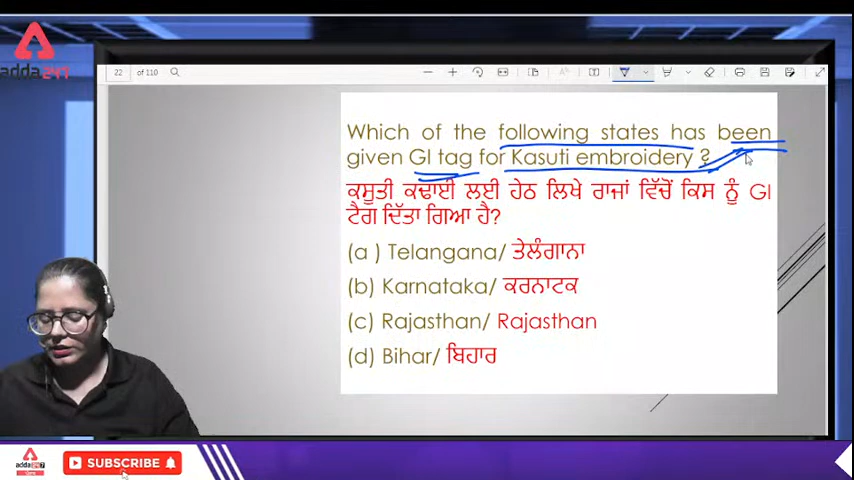 adda247
22 of 110
Which of the following states has been
given GI tag for Kasuti embroidery ?
ਕਸੂਤੀ ਕਢਾਈ ਲਈ ਹੇਠ ਲਿਖੇ ਰਾਜਾਂ ਵਿੱਚੋਂ ਕਿਸ ਨੂੰ GI
ਟੈਗ ਦਿੱਤਾ ਗਿਆ ਹੈ?
(a ) Telangana/ ਤੇਲੰਗਾਨਾ
(b) Karnataka/ ਕਰਨਾਟਕ
(c) Rajasthan/ Rajasthan
(d) Bihar/ ਬਿਹਾਰ
adda247
SUBSCRIBE